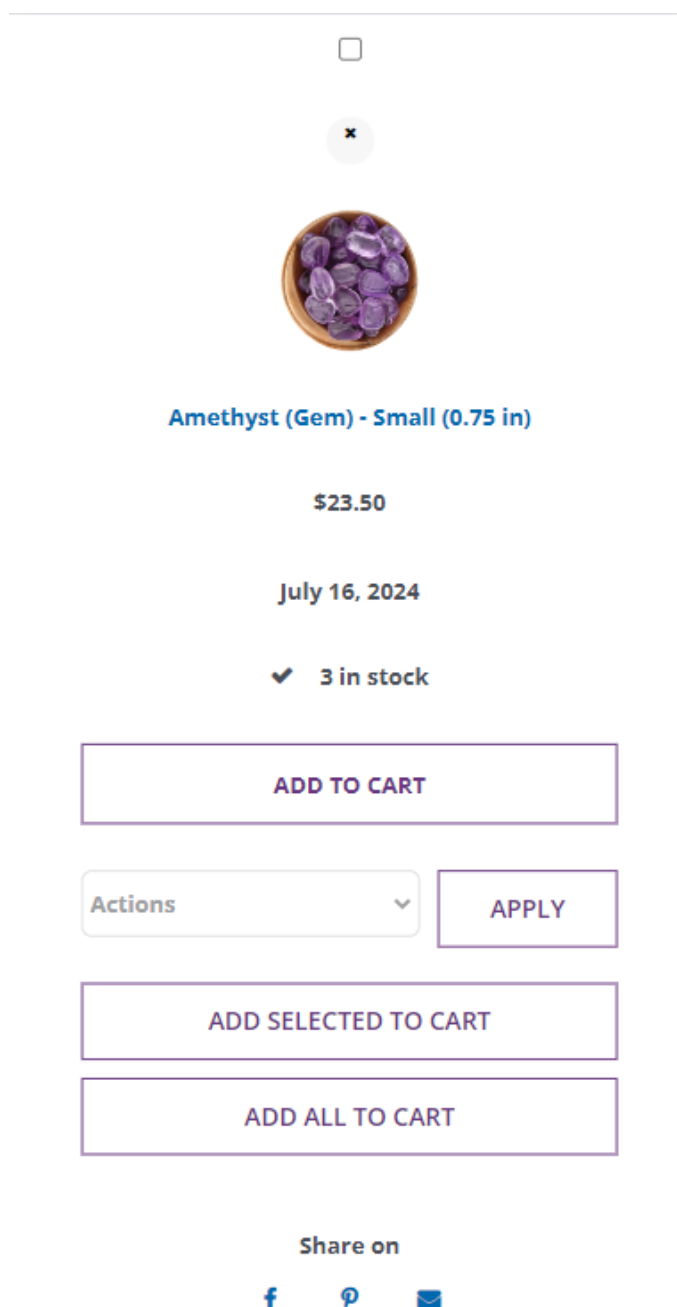 Amethyst (Gem) - Small (0.75 in)
$23.50
July 16, 2024
3 in stock
ADD TO CART
Actions
APPLY
ADD SELECTED TO CART
ADD ALL TO CART
Share on